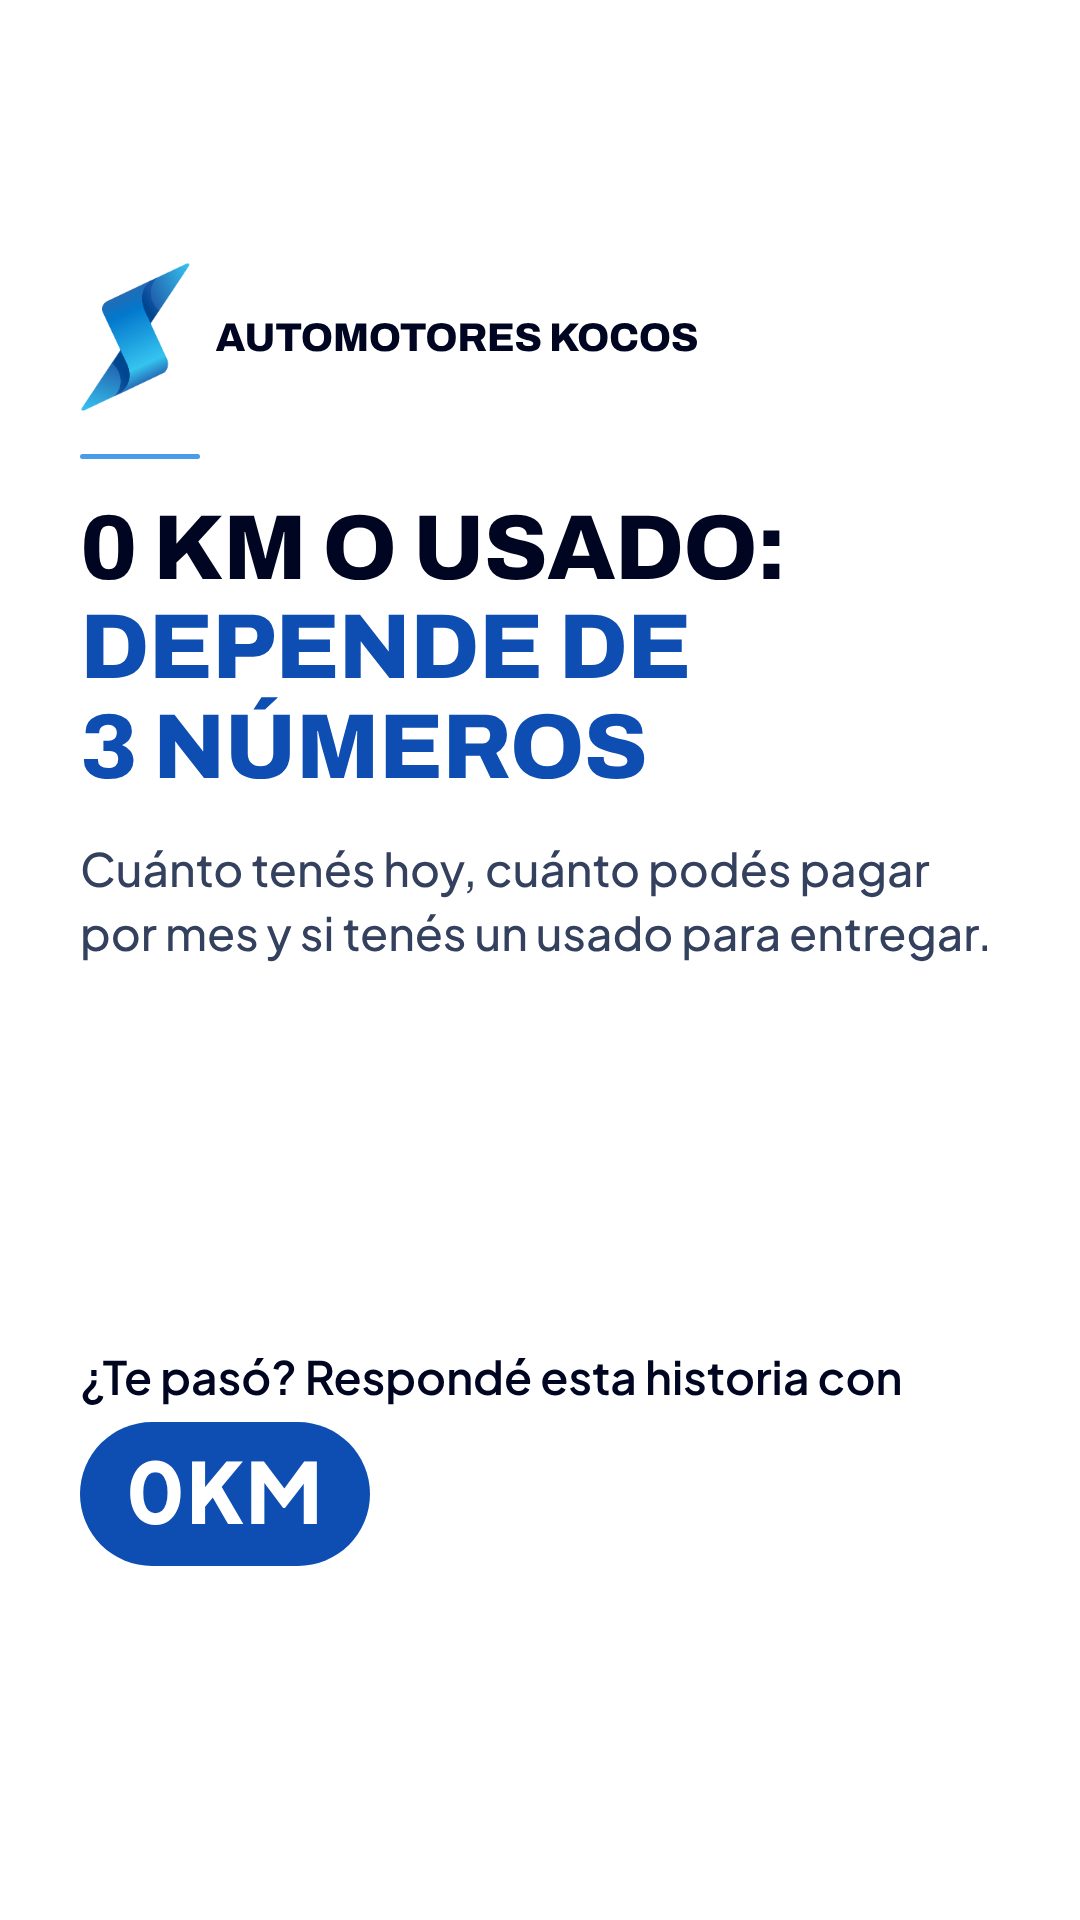 AUTOMOTORES KOCOS
0 KM O USADO:
DEPENDE DE
3 NÚMEROS
Cuánto tenés hoy, cuánto podés pagar
por mes y si tenés un usado para entregar.
¿Te pasó? Respondé esta historia con
0KM